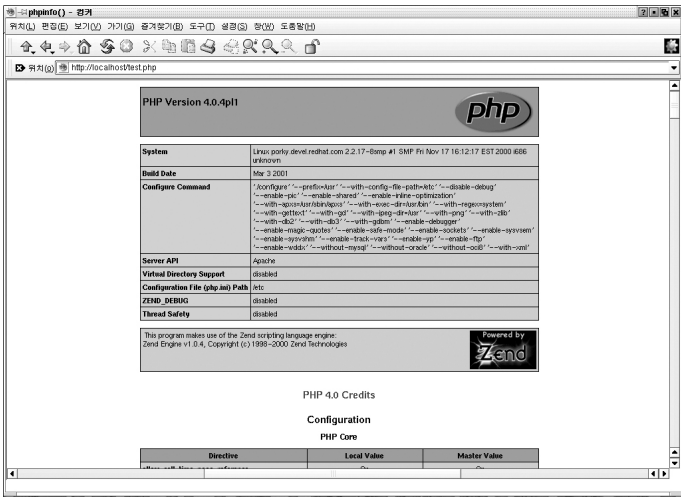 phpinfo() - 컹커
위치(L) 편집(E) 보기(V) 가기(G) 즐겨찾기(B) 도구(T) 설정(S) 창(W) 도움말(H)
위치(o) http://localhost/test.php
PHP Version 4.0.4pl1
php
System Linux porky.devel.redhat.com 2.2.17-8smp #1 SMP Fri Nov 17 16:12:17 EST 2000 i686
unknown
Build Date Mar 3 2001
Configure Command './configure' '--prefix=/usr' '--with-config-file-path=/etc' '--disable-debug'
'--enable-pic' '--enable-shared' '--enable-inline-optimization'
'--with-apxs=/usr/sbin/apxs' '--with-exec-dir=/usr/bin' '--with-regex=system'
'--with-gettext' '--with-gd' '--with-jpeg-dir=/usr' '--with-png' '--with-zlib'
'--with-db2' '--with-db3' '--with-gdbm' '--enable-debugger'
'--enable-magic-quotes' '--enable-safe-mode' '--enable-sockets' '--enable-sysvsem'
'--enable-sysvshm' '--enable-track-vars' '--enable-yp' '--enable-ftp'
'--enable-wddx' '--without-mysql' '--without-oracle' '--without-oci8' '--with-xml'
Server API Apache
Virtual Directory Support disabled
Configuration File (php.ini) Path /etc
ZEND_DEBUG disabled
Thread Safety disabled
This program makes use of the Zend scripting language engine:
Zend Engine v1.0.4, Copyright (c) 1998-2000 Zend Technologies
Powered by
Zend
PHP 4.0 Credits
Configuration
PHP Core
Directive Local Value Master Value